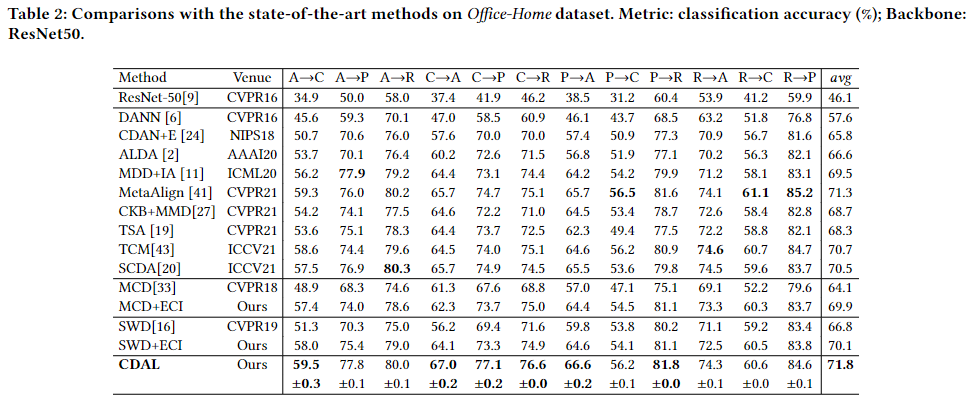 Table 2: Comparisons with the state-of-the-art methods on Office-Home dataset. Metric: classification accuracy (%); Backbone:
ResNet50.
Method Venue A→C A→P A→R C→A C→P C→R P→A P→C P→R R→A R→C R→P avg
ResNet-50[9] CVPR16 34.9 50.0 58.0 37.4 41.9 46.2 38.5 31.2 60.4 53.9 41.2 59.9 46.1
DANN [6] CVPR16 45.6 59.3 70.1 47.0 58.5 60.9 46.1 43.7 68.5 63.2 51.8 76.8 57.6
CDAN+E [24] NIPS18 50.7 70.6 76.0 57.6 70.0 70.0 57.4 50.9 77.3 70.9 56.7 81.6 65.8
ALDA [2] AAAI20 53.7 70.1 76.4 60.2 72.6 71.5 56.8 51.9 77.1 70.2 56.3 82.1 66.6
MDD+IA [11] ICML20 56.2 77.9 79.2 64.4 73.1 74.4 64.2 54.2 79.9 71.2 58.1 83.1 69.5
MetaAlign [41] CVPR21 59.3 76.0 80.2 65.7 74.7 75.1 65.7 56.5 81.6 74.1 61.1 85.2 71.3
CKB+MMD[27] CVPR21 54.2 74.1 77.5 64.6 72.2 71.0 64.5 53.4 78.7 72.6 58.4 82.8 68.7
TSA [19] CVPR21 53.6 75.1 78.3 64.4 73.7 72.5 62.3 49.4 77.5 72.2 58.8 82.1 68.3
TCM[43] ICCV21 58.6 74.4 79.6 64.5 74.0 75.1 64.6 56.2 80.9 74.6 60.7 84.7 70.7
SCDA[20] ICCV21 57.5 76.9 80.3 65.7 74.9 74.5 65.5 53.6 79.8 74.5 59.6 83.7 70.5
MCD[33] CVPR18 48.9 68.3 74.6 61.3 67.6 68.8 57.0 47.1 75.1 69.1 52.2 79.6 64.1
MCD+ECI Ours 57.4 74.0 78.6 62.3 73.7 75.0 64.4 54.5 81.1 73.3 60.3 83.7 69.9
SWD[16] CVPR19 51.3 70.3 75.0 56.2 69.4 71.6 59.8 53.8 80.2 71.1 59.2 83.4 66.8
SWD+ECI Ours 58.0 75.4 79.0 64.1 73.3 74.9 64.6 54.1 81.1 72.5 60.5 83.8 70.1
CDAL Ours 59.5 77.8 80.0 67.0 77.1 76.6 66.6 56.2 81.8 74.3 60.6 84.6 71.8
±0.3 ±0.1 ±0.1 ±0.2 ±0.2 ±0.0 ±0.2 ±0.1 ±0.0 ±0.1 ±0.0 ±0.1